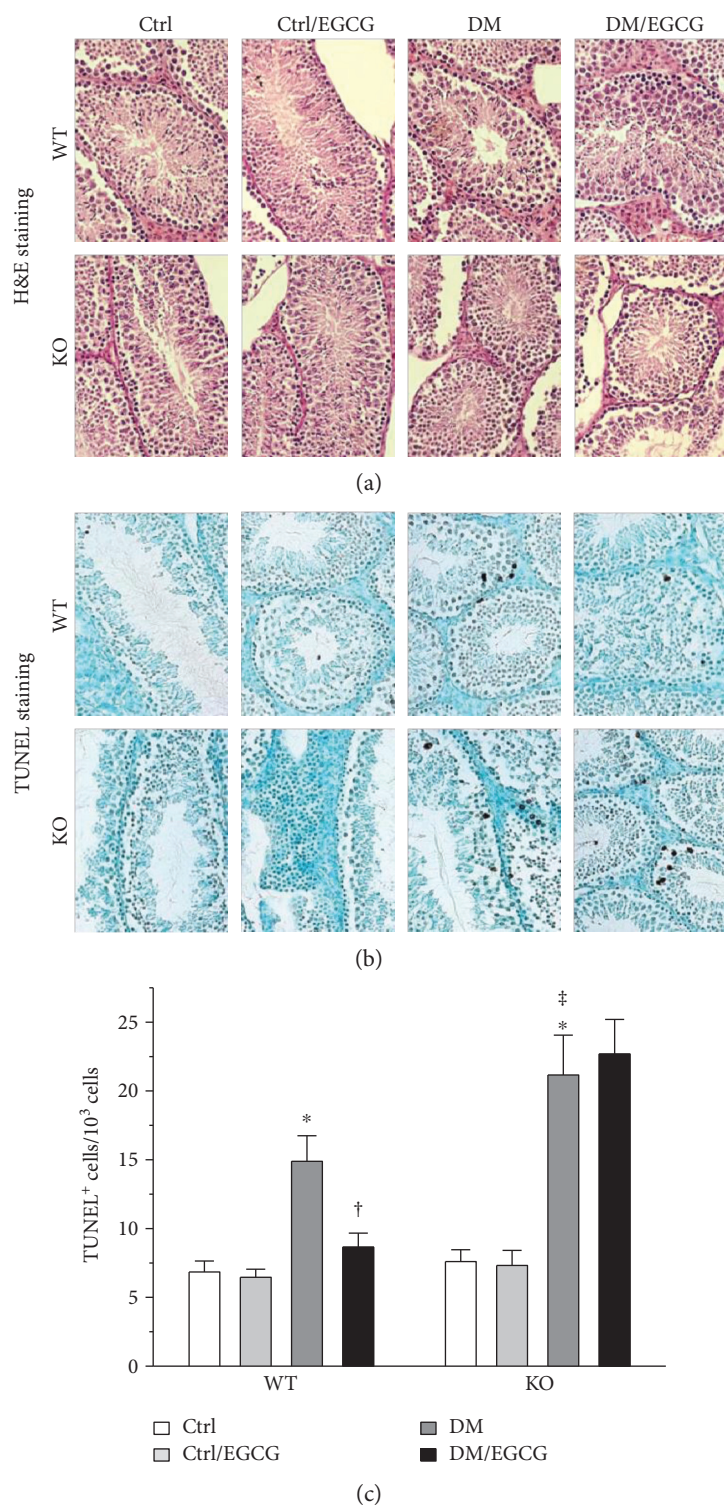 Ctrl Ctrl/EGCG DM DM/EGCG
H&E staining
WT
KO
(a)
TUNEL staining
WT
KO
(b)
TUNEL⁺ cells/10³ cells
25
20
15
10
5
0
*
†
‡
*
WT KO
Ctrl DM
Ctrl/EGCG DM/EGCG
(c)